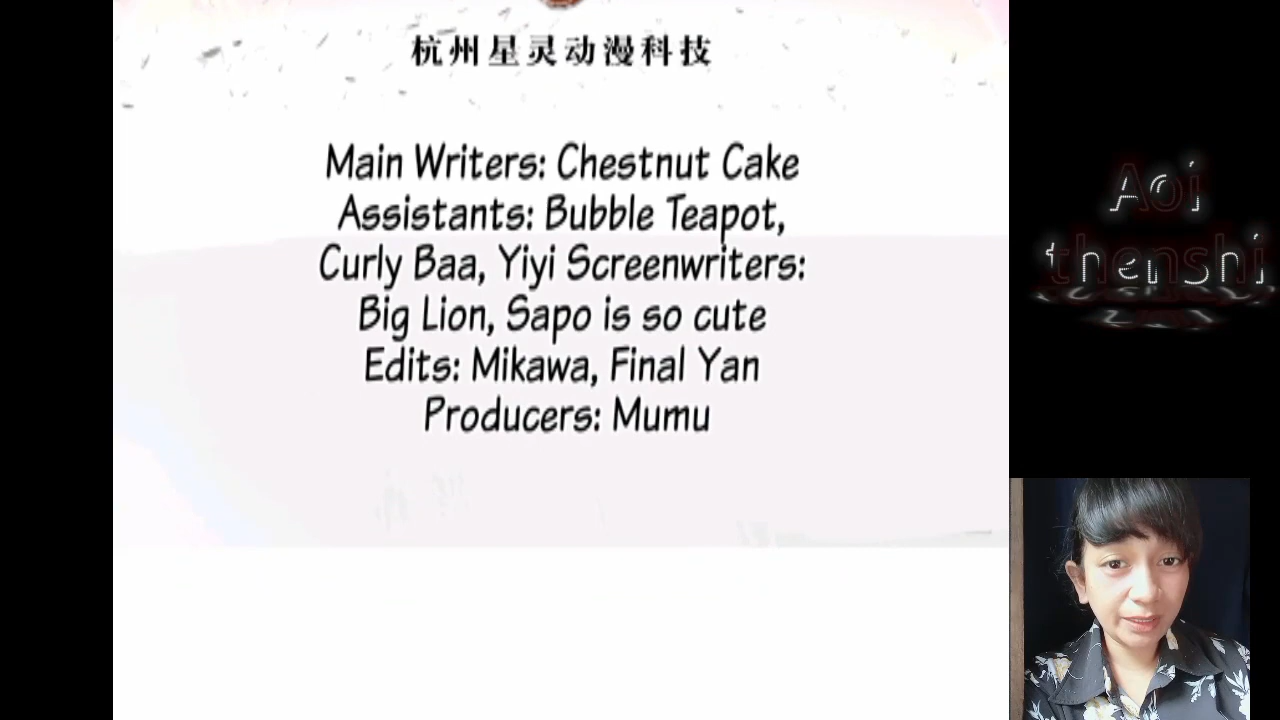 杭州星灵动漫科技
Main Writers: Chestnut Cake
Assistants: Bubble Teapot,
Curly Baa, Yiyi Screenwriters:
Big Lion, Sapo is so cute
Edits: Mikawa, Final Yan
Producers: Mumu
Aoi
thenshi